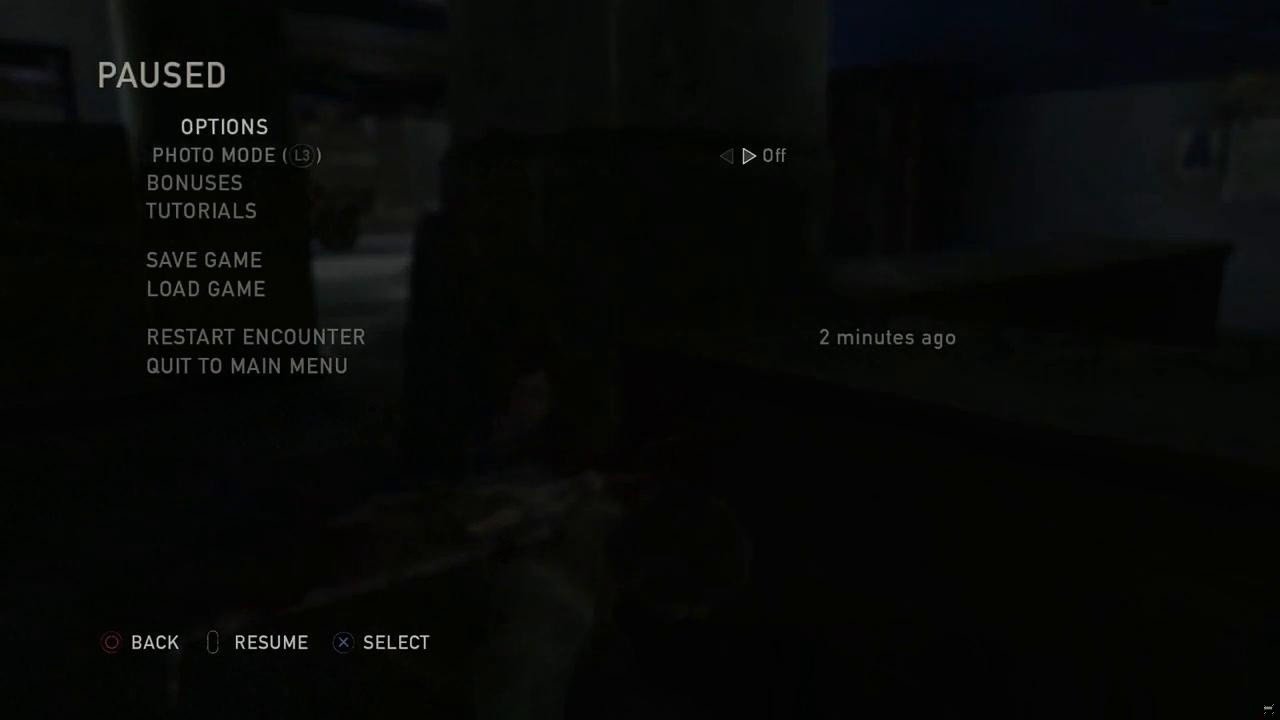 PAUSED
OPTIONS
PHOTO MODE (L3) Off
BONUSES
TUTORIALS
SAVE GAME
LOAD GAME
RESTART ENCOUNTER 2 minutes ago
QUIT TO MAIN MENU
BACK RESUME SELECT